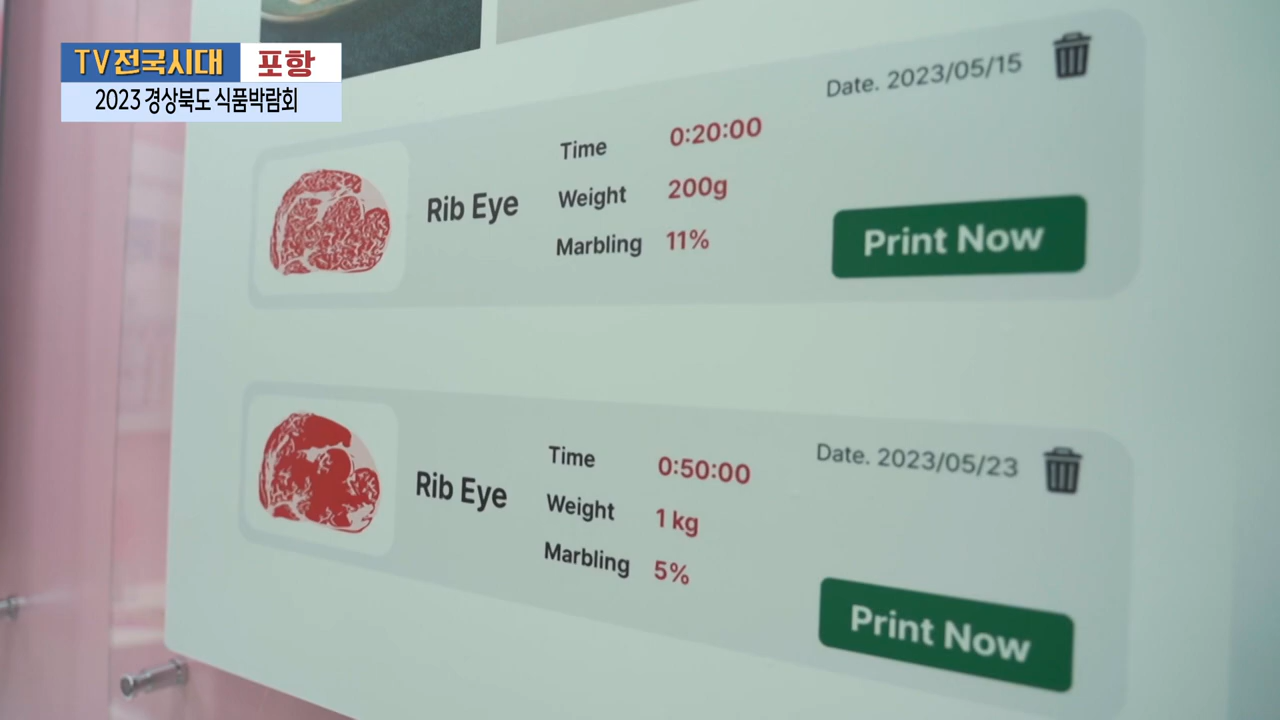 TV전국시대 포항
2023 경상북도 식품박람회
Date. 2023/05/15
Rib Eye
Time 0:20:00
Weight 200g
Marbling 11%
Print Now
Date. 2023/05/23
Rib Eye
Time 0:50:00
Weight 1 kg
Marbling 5%
Print Now